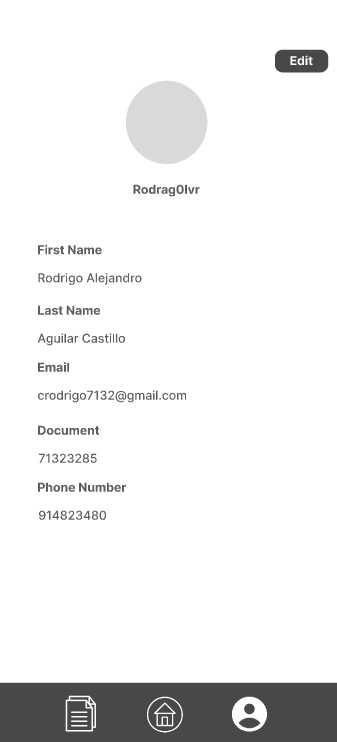 Edit
Rodrag0lvr
First Name
Rodrigo Alejandro
Last Name
Aguilar Castillo
Email
crodrigo7132@gmail.com
Document
71323285
Phone Number
914823480